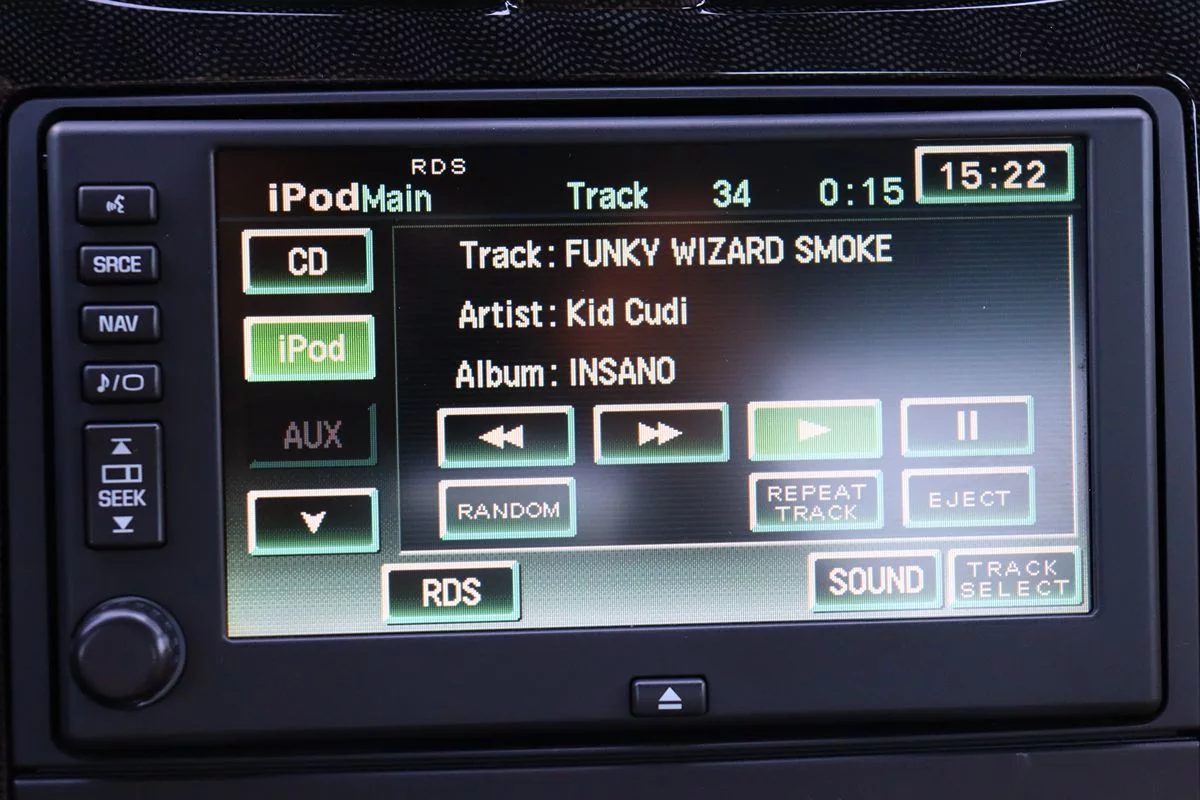 RDS
iPodMain Track 34 0:15 15:22
CD
Track: FUNKY WIZARD SMOKE
SRCE
Artist: Kid Cudi
NAV
iPod
Album: INSANO
AUX
SEEK
RANDOM
REPEAT
TRACK
EJECT
RDS
SOUND
TRACK
SELECT